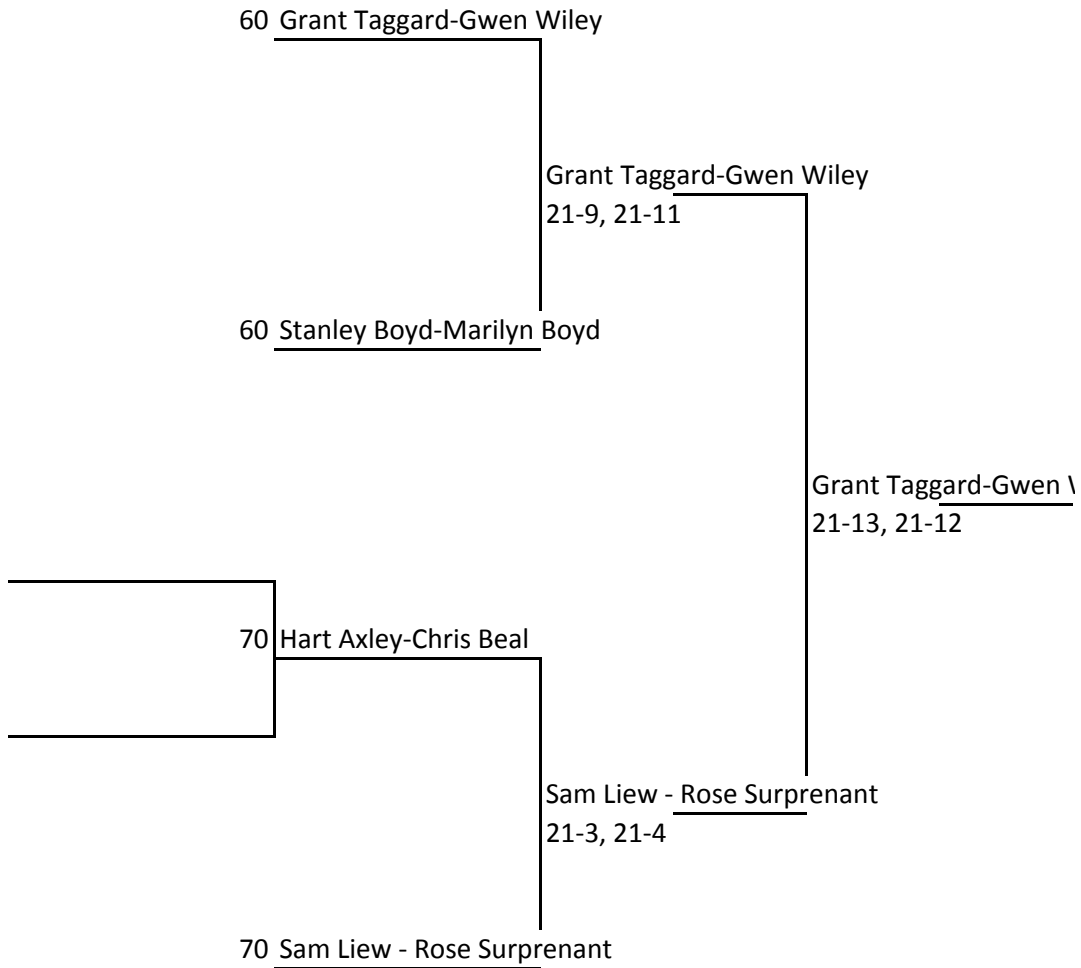 60 Grant Taggard-Gwen Wiley
Grant Taggard-Gwen Wiley
21-9, 21-11
60 Stanley Boyd-Marilyn Boyd
Grant Taggard-Gwen
21-13, 21-12
70 Hart Axley-Chris Beal
Sam Liew - Rose Surprenant
21-3, 21-4
70 Sam Liew - Rose Surprenant